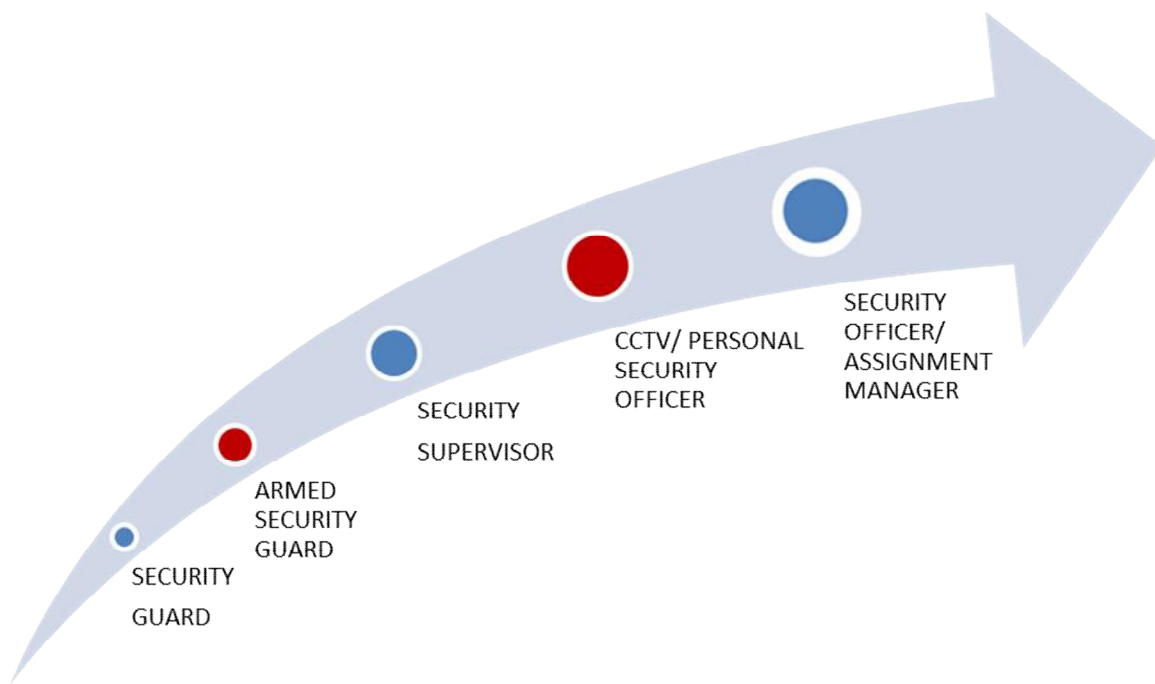 SECURITY
GUARD
ARMED
SECURITY
GUARD
SECURITY
SUPERVISOR
CCTV/ PERSONAL
SECURITY
OFFICER
SECURITY
OFFICER/
ASSIGNMENT
MANAGER